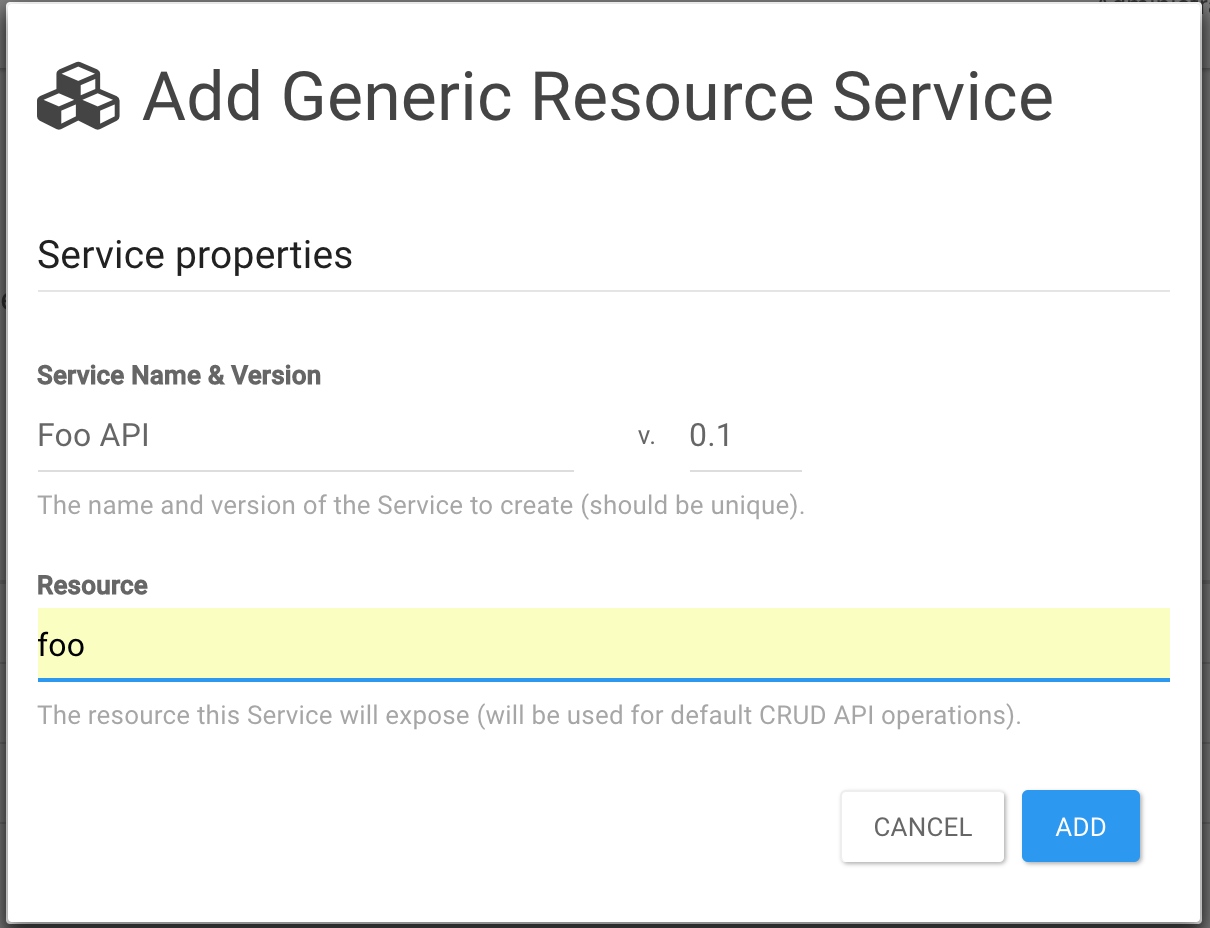 Add Generic Resource Service
Service properties
Service Name & Version
Foo API v. 0.1
The name and version of the Service to create (should be unique).
Resource
foo
The resource this Service will expose (will be used for default CRUD API operations).
CANCEL ADD